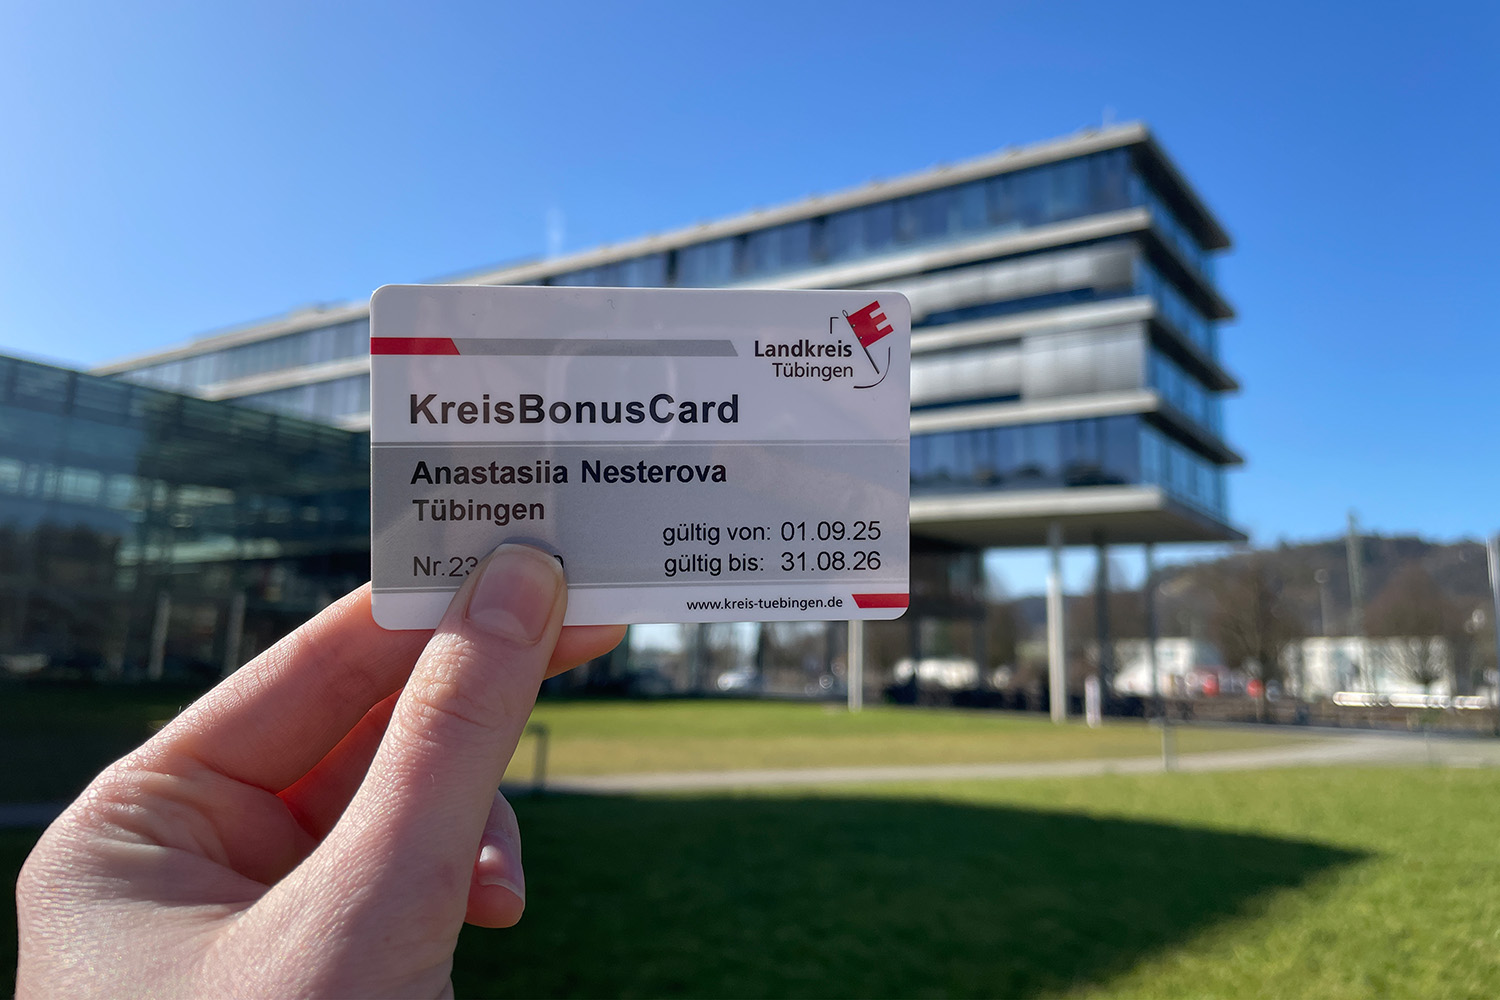 Landkreis
Tübingen
KreisBonusCard
Anastasiia Nesterova
Tübingen
gültig von: 01.09.25
Nr.23
gültig bis: 31.08.26
www.kreis-tuebingen.de